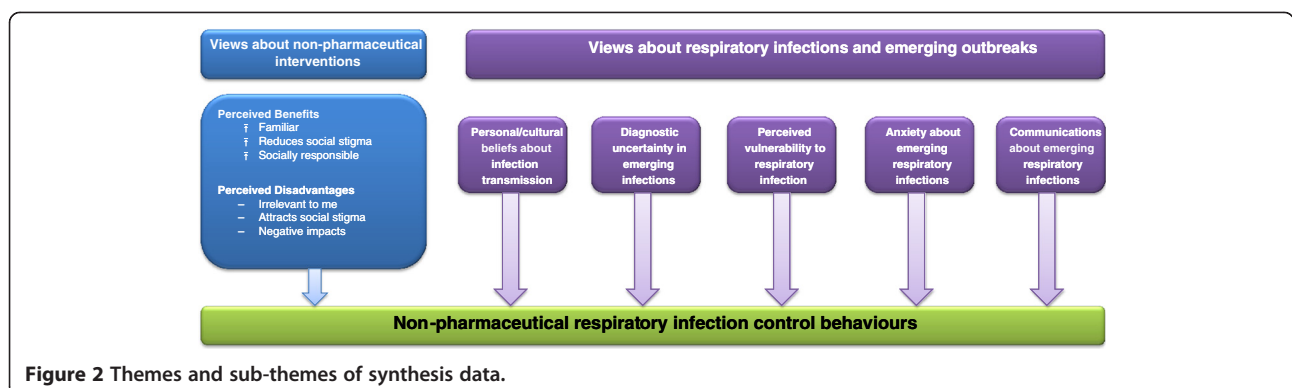 Views about non-pharmaceutical
interventions
Views about respiratory infections and emerging outbreaks
Perceived Benefits
† Familiar
† Reduces social stigma
† Socially responsible
Perceived Disadvantages
– Irrelevant to me
– Attracts social stigma
– Negative impacts
Personal/cultural
beliefs about
infection
transmission
Diagnostic
uncertainty in
emerging
infections
Perceived
vulnerability to
respiratory
infection
Anxiety about
emerging
respiratory
infections
Communications
about emerging
respiratory
infections
Non-pharmaceutical respiratory infection control behaviours
Figure 2 Themes and sub-themes of synthesis data.